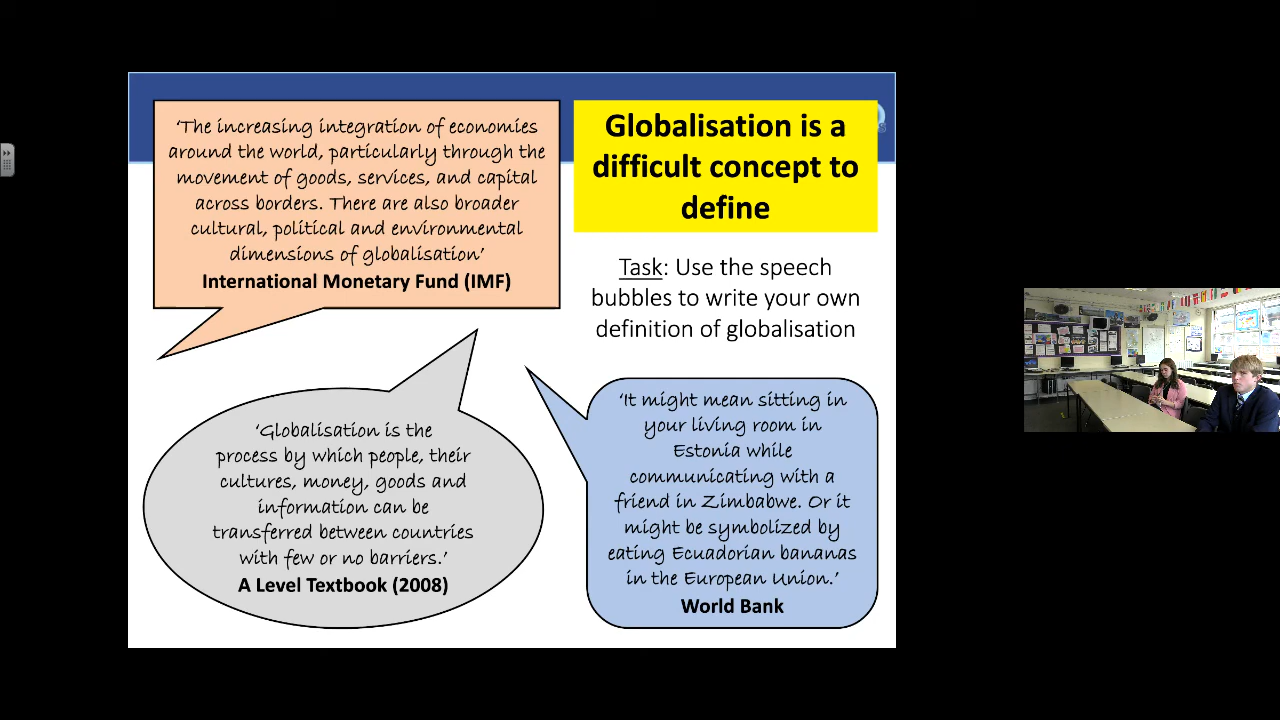 ‘The increasing integration of economies
around the world, particularly through the
movement of goods, services, and capital
across borders. There are also broader
cultural, political and environmental
dimensions of globalisation’
International Monetary Fund (IMF)
Globalisation is a
difficult concept to
define
Task: Use the speech
bubbles to write your own
definition of globalisation
‘Globalisation is the
process by which people, their
cultures, money, goods and
information can be
transferred between countries
with few or no barriers.’
A Level Textbook (2008)
‘It might mean sitting in
your living room in
Estonia while
communicating with a
friend in Zimbabwe. Or it
might be symbolized by
eating Ecuadorian bananas
in the European Union.’
World Bank